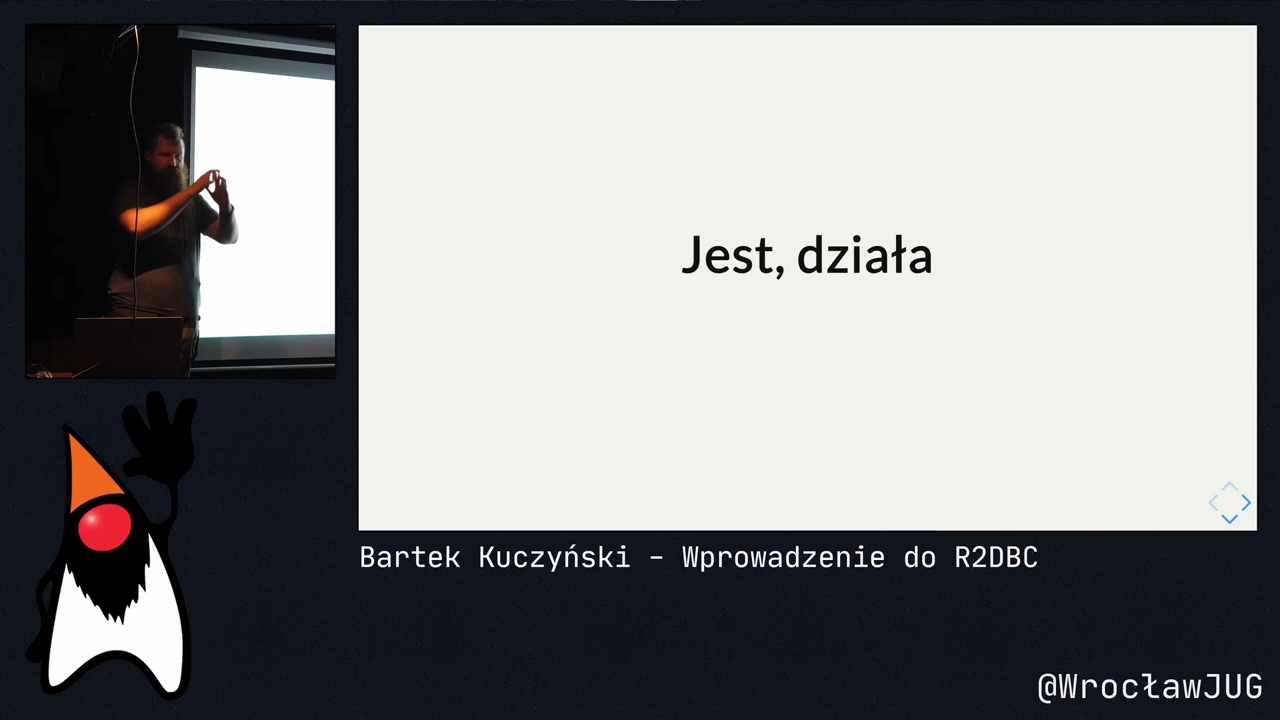 Jest, działa
Bartek Kuczyński – Wprowadzenie do R2DBC
@WrocławJUG